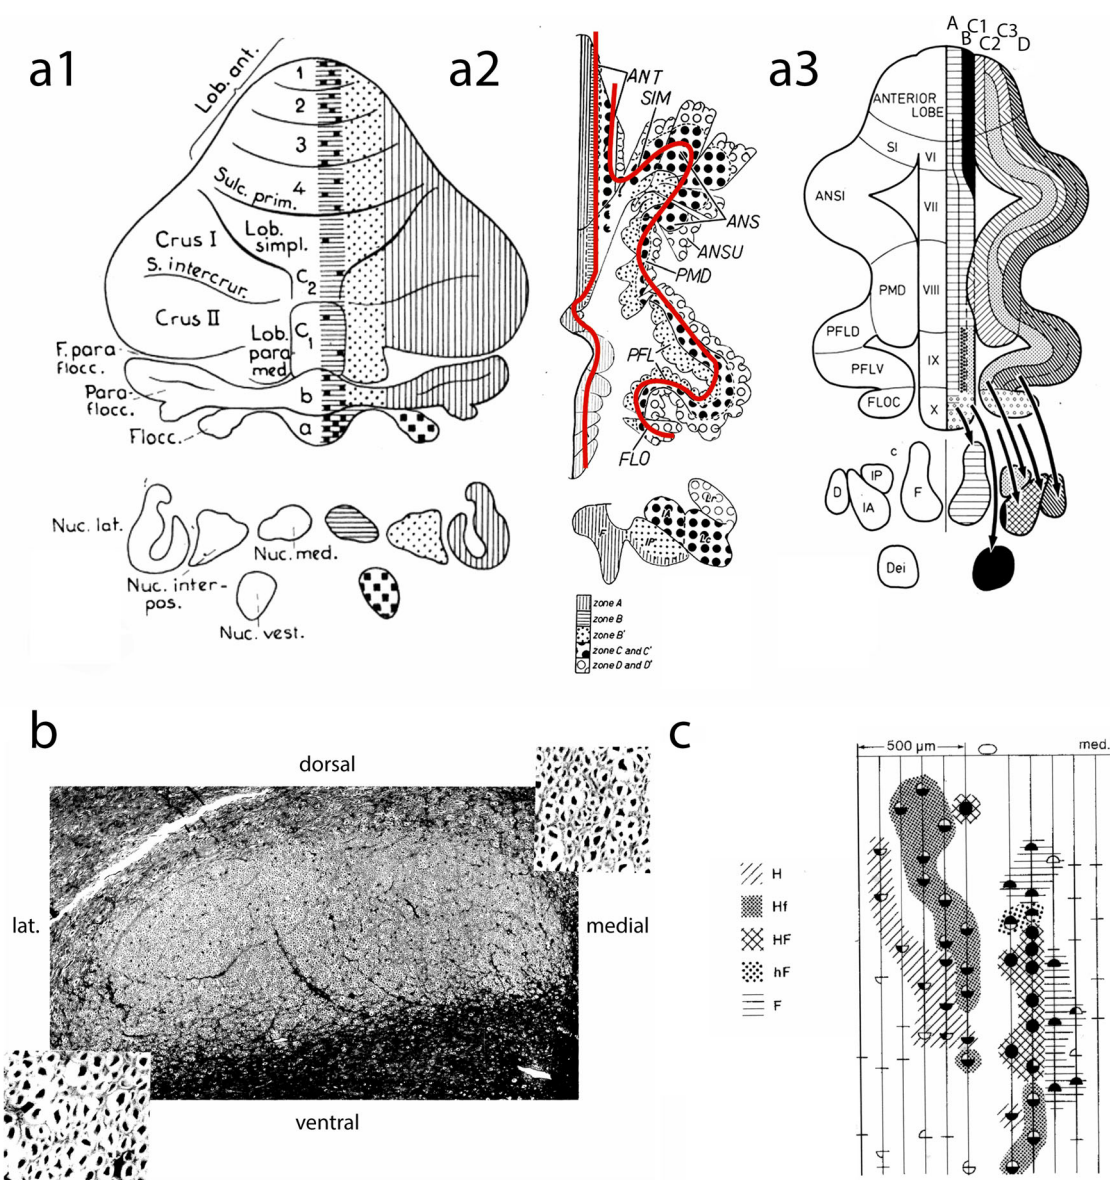 a1
Lob. ant.
1
2
3
4
Sulc. prim.
Crus I
Lob. simpl.
S. intercrur.
C2
Crus II
Lob. para med.
C1
F. para flocc.
Para-flocc.
b
Flocc.
a
Nuc. lat.
Nuc. med.
Nuc. inter-pos.
Nuc. vest.
a2
ANT
SIM
ANS
ANSU
PMD
PFL
FLO
F
IP
IA
Lr
Lc
zone A
zone B
zone B'
zone C and C'
zone D and D'
a3
A
B
C1
C2
C3
D
ANTERIOR LOBE
SI
VI
ANSI
VII
PMD
VIII
PFLD
PFLV
IX
FLOC
X
c
D
IP
IA
F
Dei
b
dorsal
lat.
medial
ventral
c
500 µm
med.
H
Hf
HF
hF
F